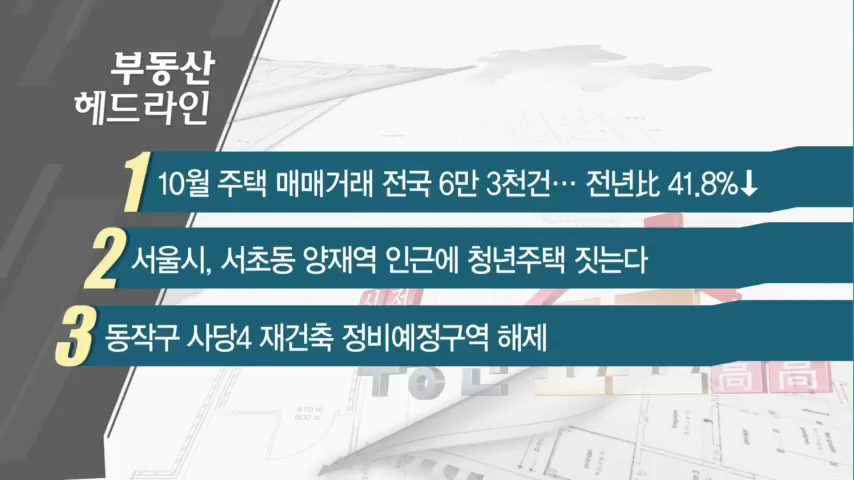 부동산
헤드라인
1 10월 주택 매매거래 전국 6만 3천건… 전년比 41.8%↓
2 서울시, 서초동 양재역 인근에 청년주택 짓는다
3 동작구 사당4 재건축 정비예정구역 해제
高高